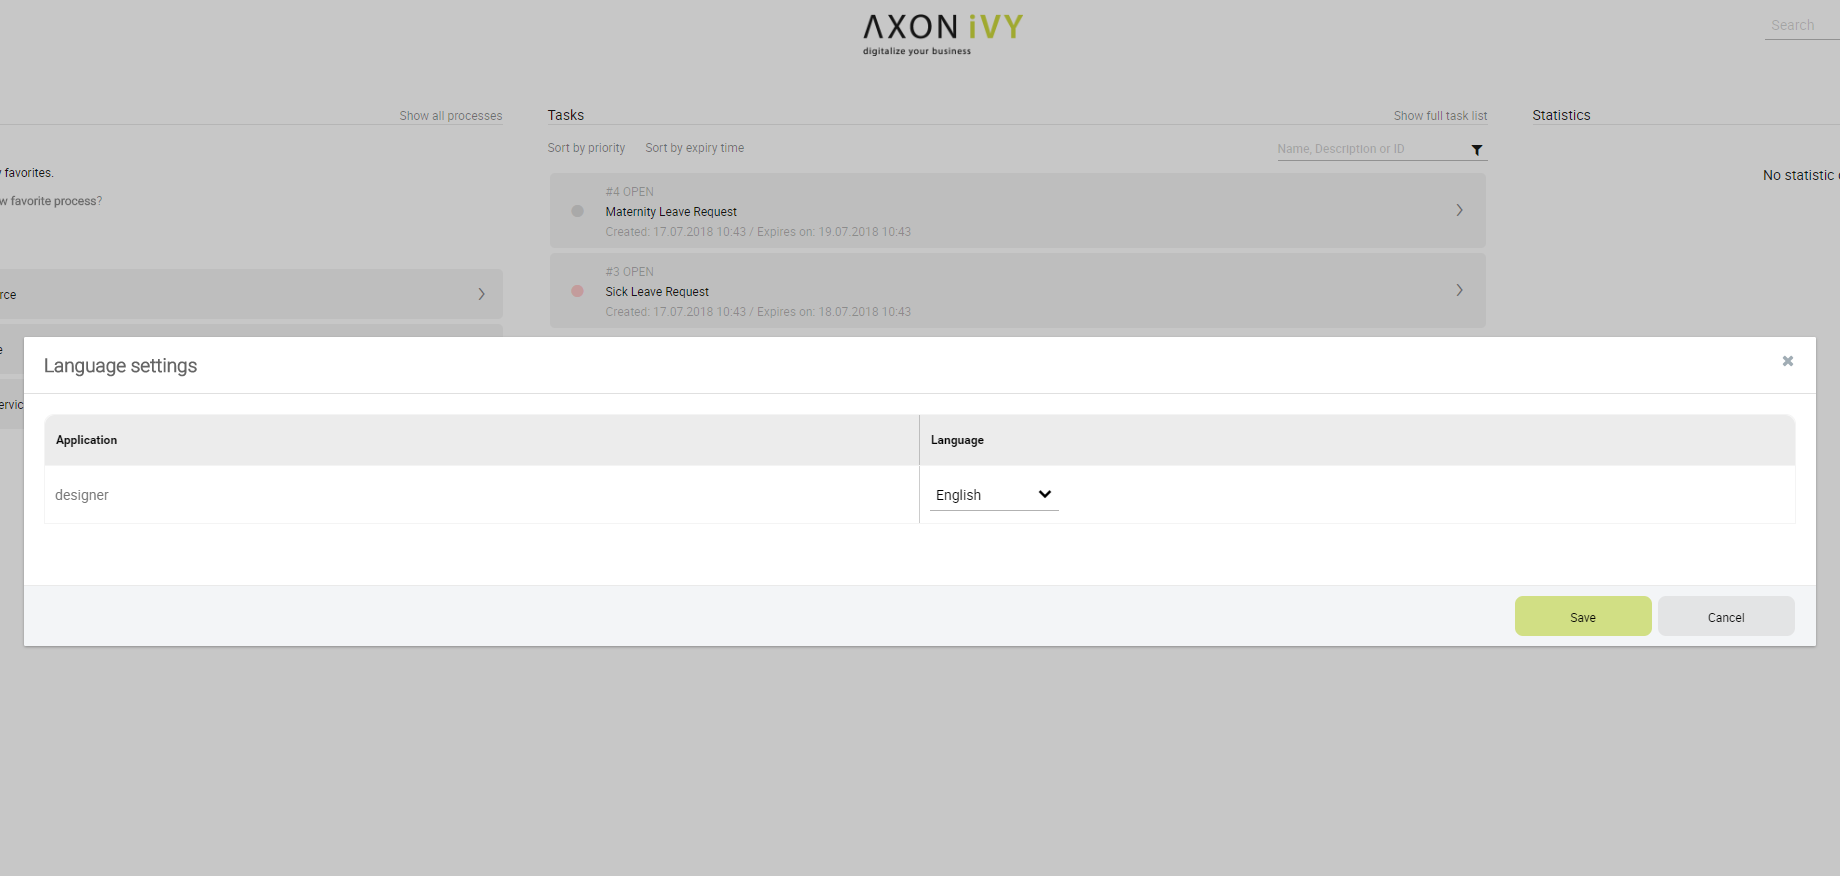 AXON iVY
digitalize your business
Search
Show all processes
Tasks
Show full task list
Statistics
favorites.
Sort by priority
Sort by expiry time
Name, Description or ID
No statistic
favorite process?
#4 OPEN
Maternity Leave Request
Created: 17.07.2018 10:43 / Expires on: 19.07.2018 10:43
#3 OPEN
Sick Leave Request
Created: 17.07.2018 10:43 / Expires on: 18.07.2018 10:43
Language settings
Application
Language
designer
English
Save
Cancel